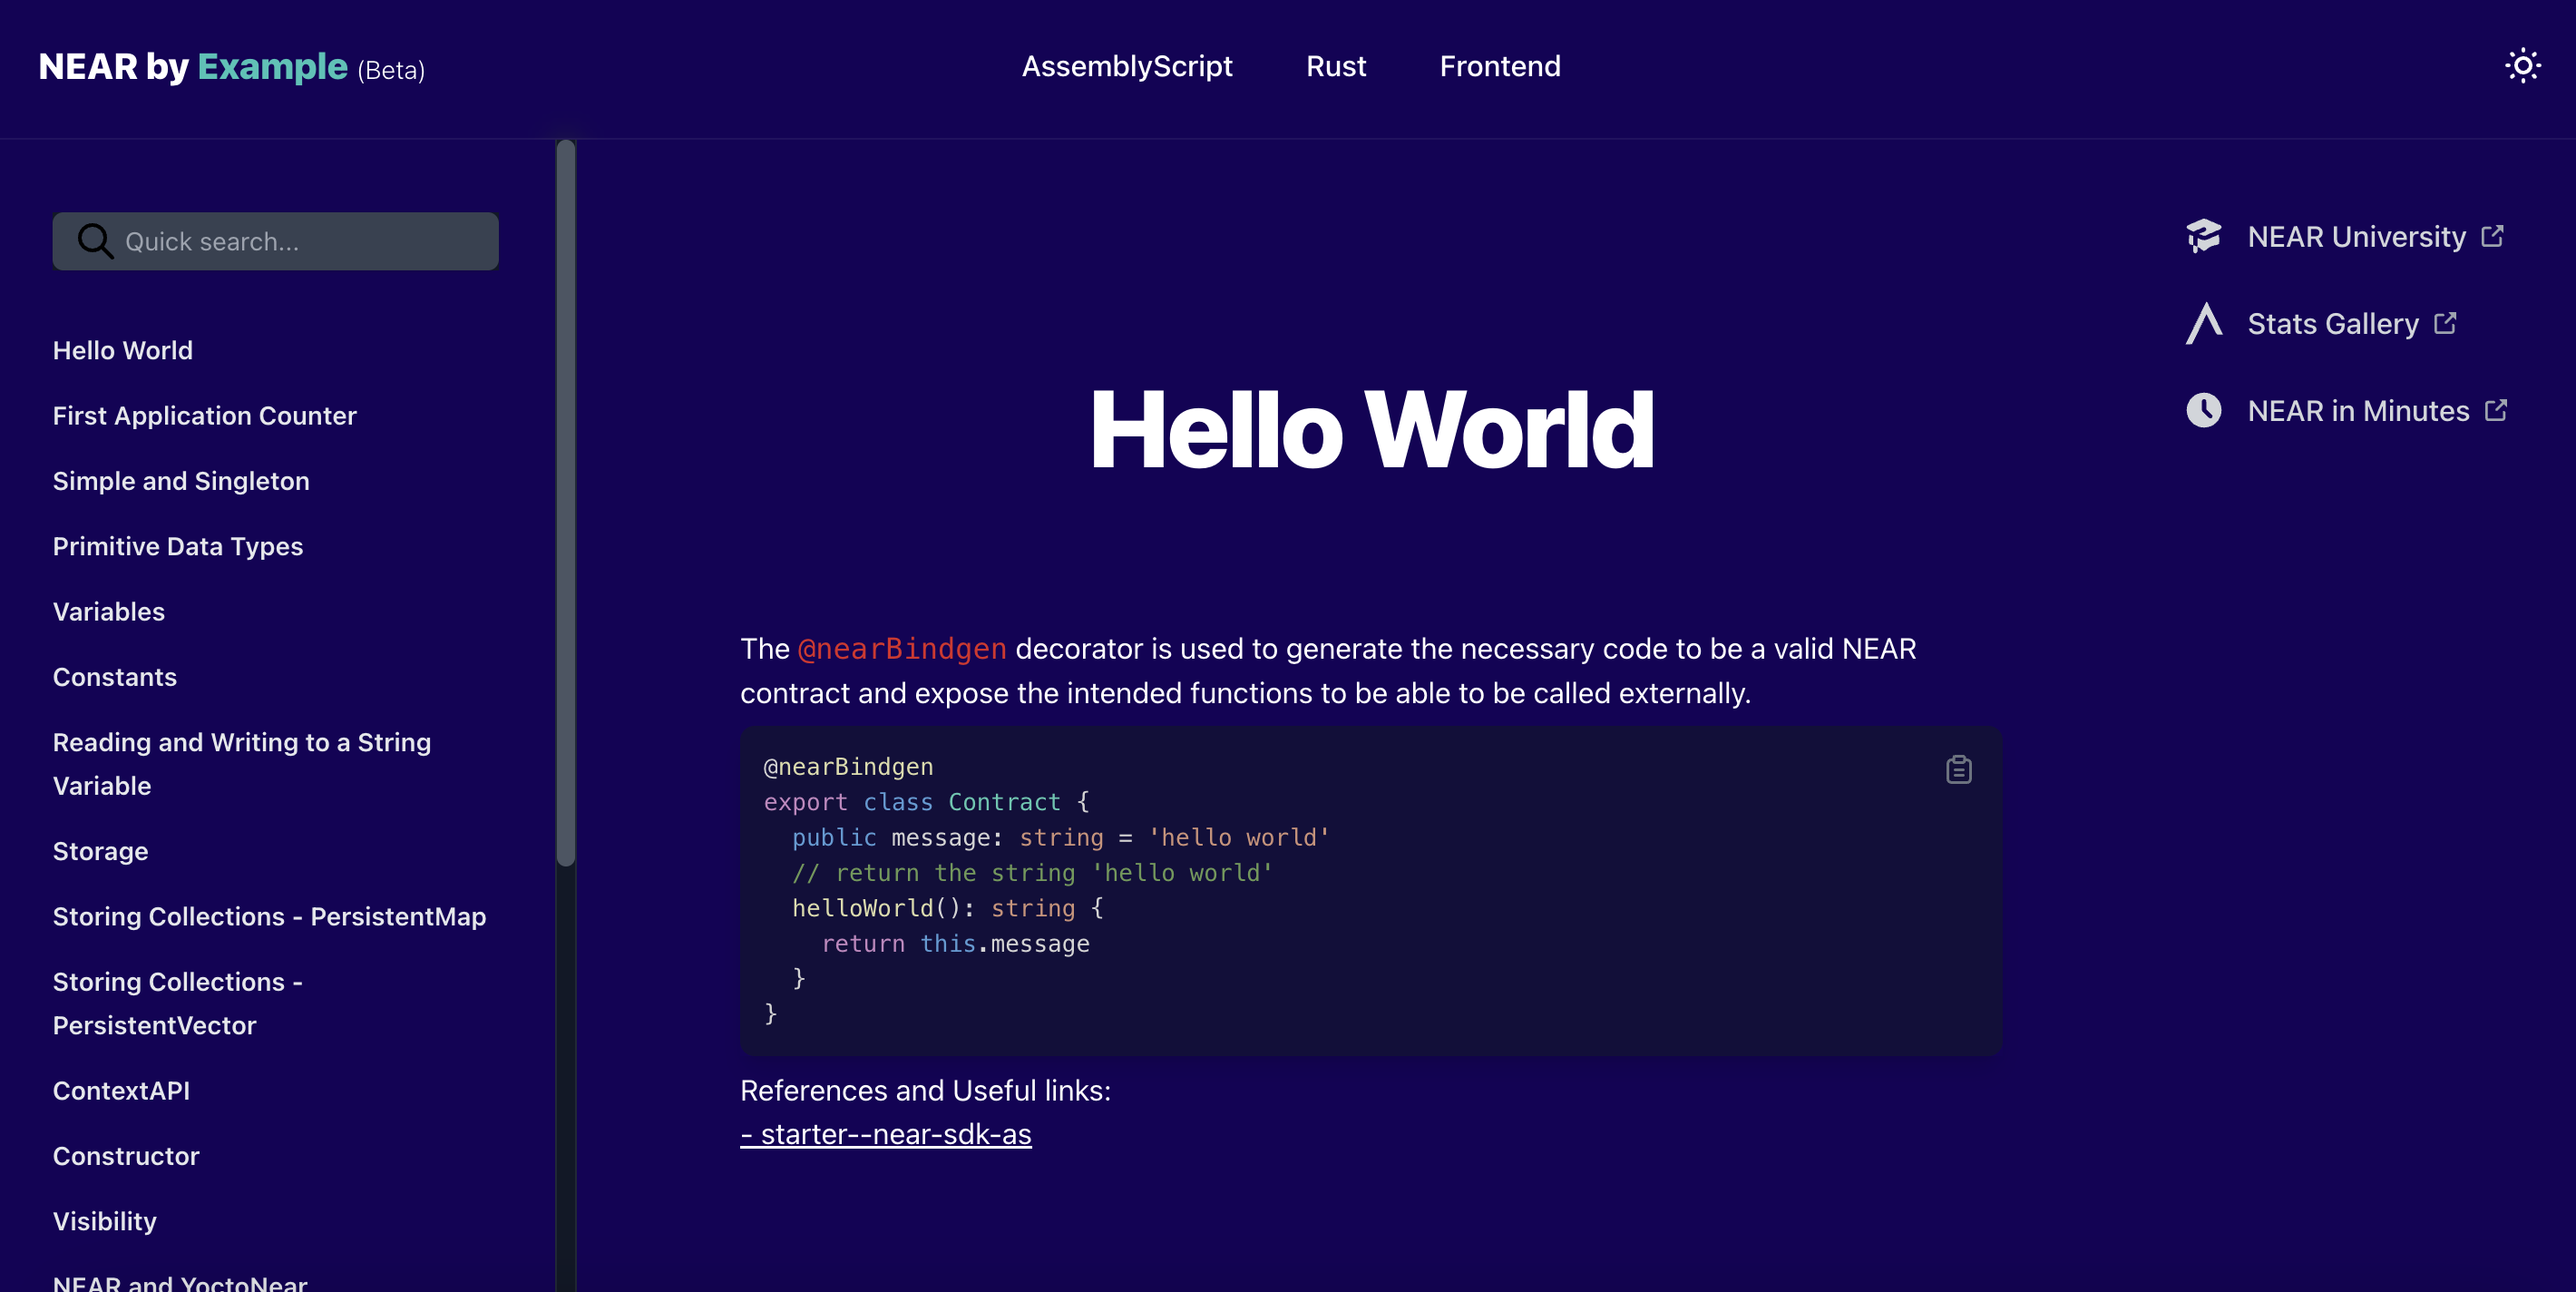 NEAR by Example (Beta)
AssemblyScript
Rust
Frontend
Quick search...
Hello World
First Application Counter
Simple and Singleton
Primitive Data Types
Variables
Constants
Reading and Writing to a String
Variable
Storage
Storing Collections - PersistentMap
Storing Collections -
PersistentVector
ContextAPI
Constructor
Visibility
NEAR and YoctoNear
Hello World
The @nearBindgen decorator is used to generate the necessary code to be a valid NEAR
contract and expose the intended functions to be able to be called externally.
@nearBindgen
export class Contract {
  public message: string = 'hello world'
  // return the string 'hello world'
  helloWorld(): string {
    return this.message
  }
}
References and Useful links:
- starter--near-sdk-as
NEAR University
Stats Gallery
NEAR in Minutes